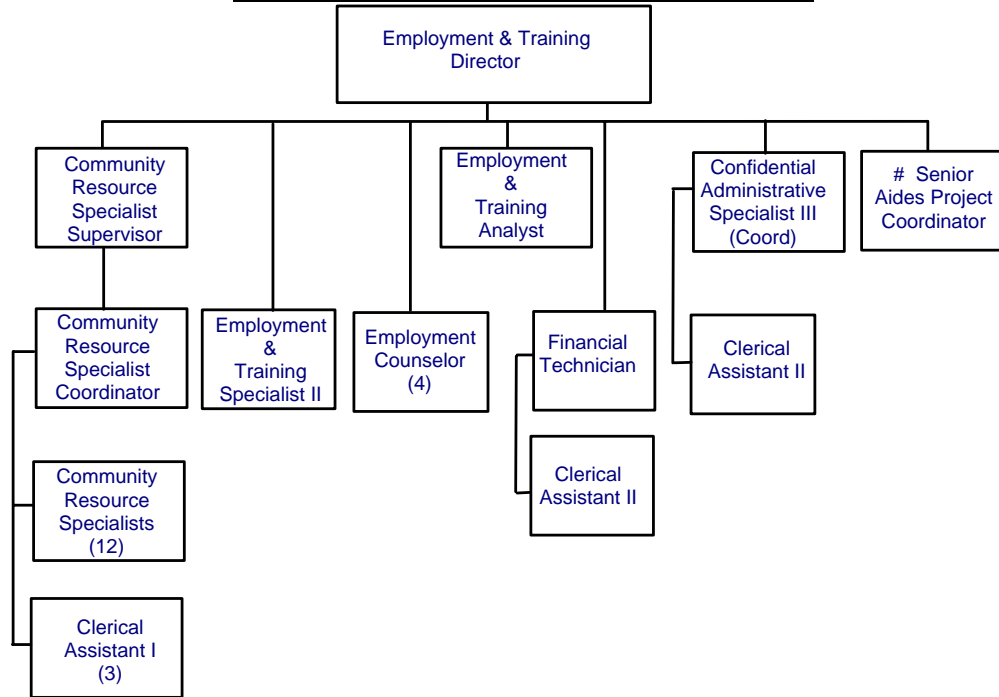 Employment & Training
Director
Community
Resource
Specialist
Supervisor
Employment
&
Training
Analyst
Confidential
Administrative
Specialist III
(Coord)
# Senior
Aides Project
Coordinator
Community
Resource
Specialist
Coordinator
Employment
&
Training
Specialist II
Employment
Counselor
(4)
Financial
Technician
Clerical
Assistant II
Community
Resource
Specialists
(12)
Clerical
Assistant II
Clerical
Assistant I
(3)